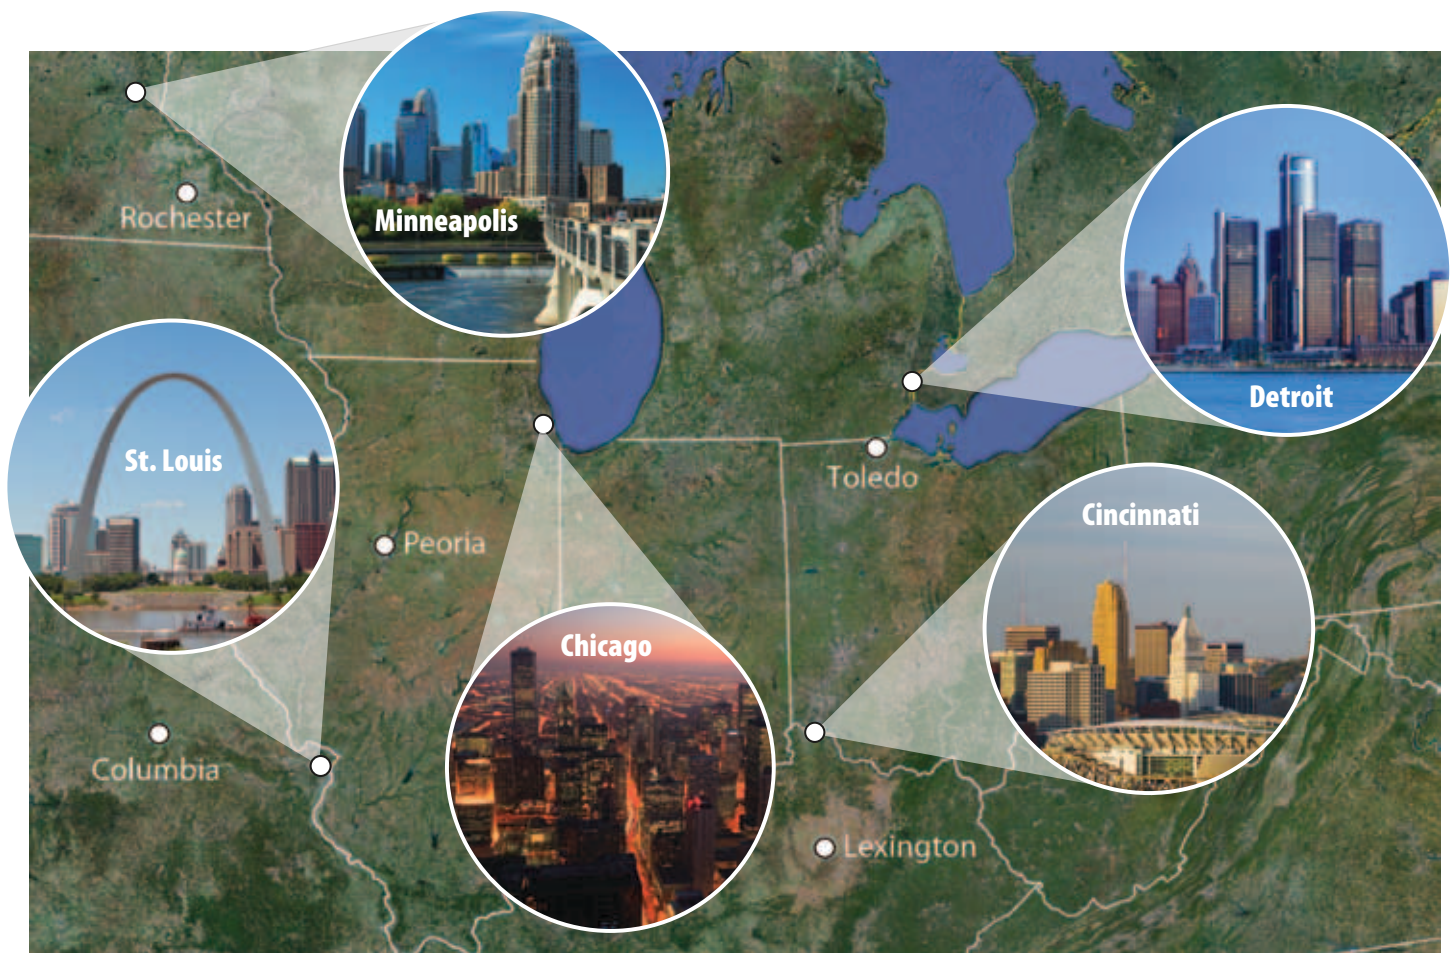 Minneapolis
Rochester
Detroit
St. Louis
Toledo
Cincinnati
Peoria
Chicago
Columbia
Lexington